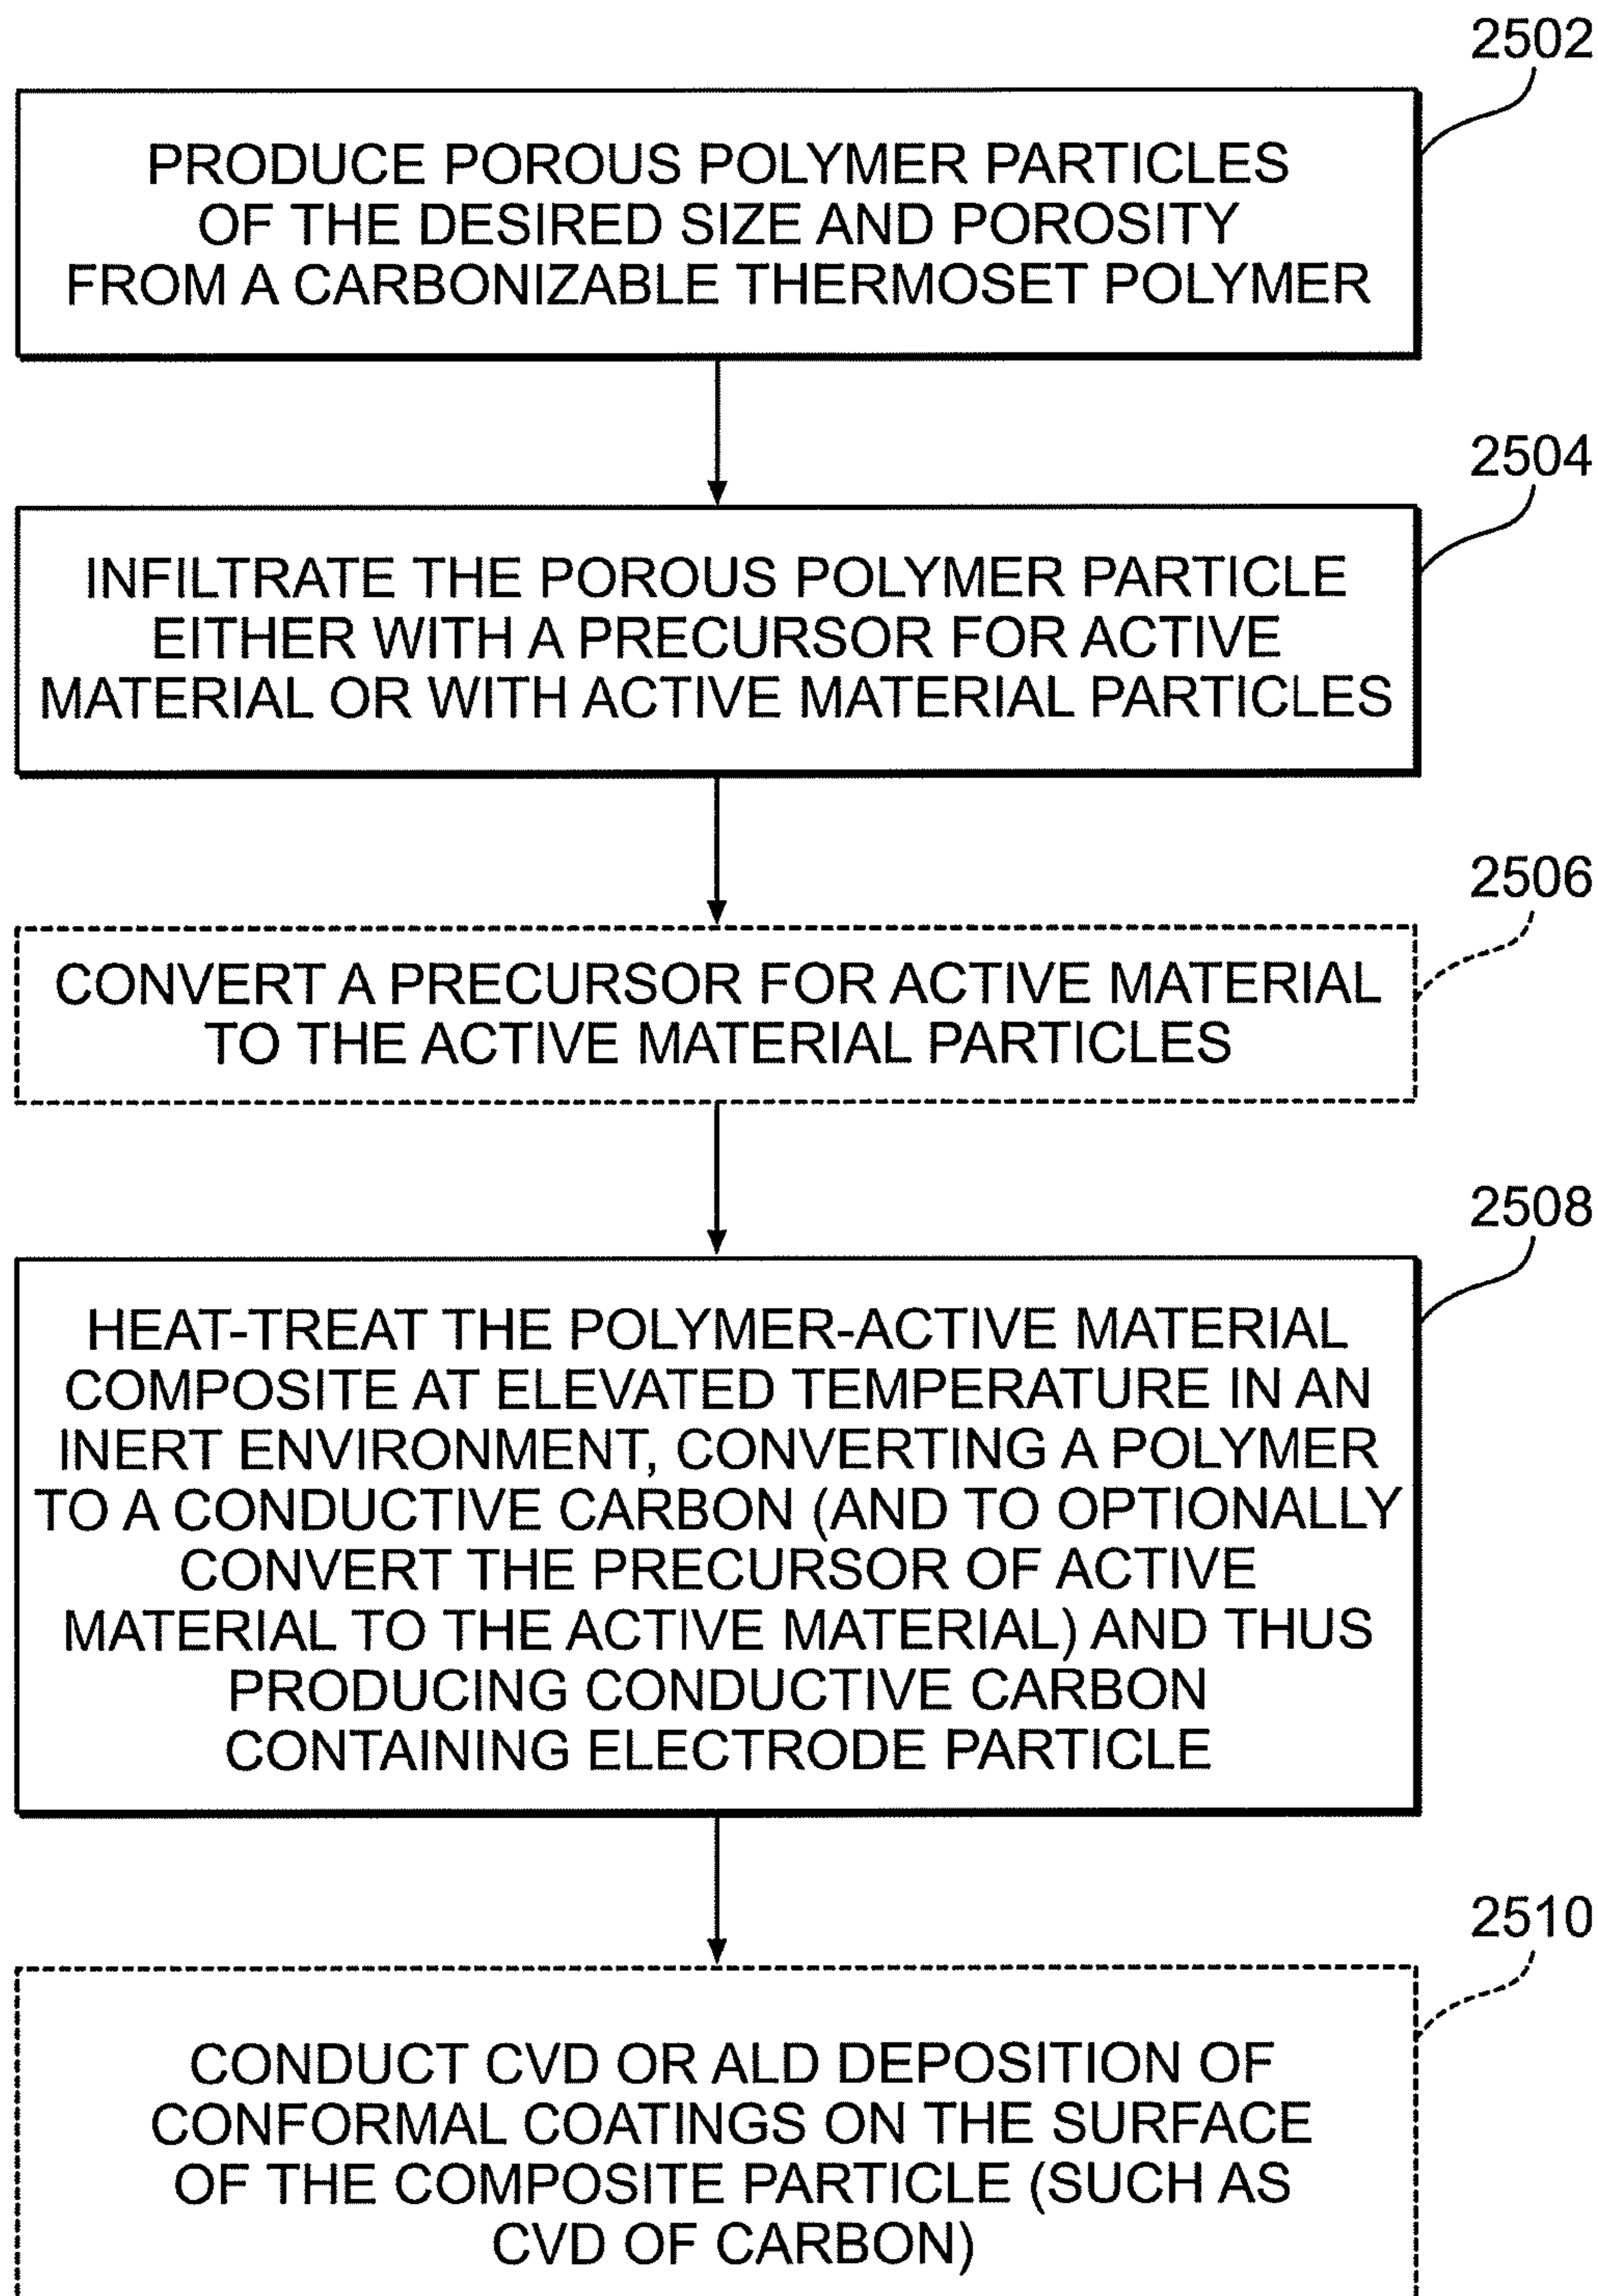 2502
PRODUCE POROUS POLYMER PARTICLES
OF THE DESIRED SIZE AND POROSITY
FROM A CARBONIZABLE THERMOSET POLYMER
2504
INFILTRATE THE POROUS POLYMER PARTICLE
EITHER WITH A PRECURSOR FOR ACTIVE
MATERIAL OR WITH ACTIVE MATERIAL PARTICLES
2506
CONVERT A PRECURSOR FOR ACTIVE MATERIAL
TO THE ACTIVE MATERIAL PARTICLES
2508
HEAT-TREAT THE POLYMER-ACTIVE MATERIAL
COMPOSITE AT ELEVATED TEMPERATURE IN AN
INERT ENVIRONMENT, CONVERTING A POLYMER
TO A CONDUCTIVE CARBON (AND TO OPTIONALLY
CONVERT THE PRECURSOR OF ACTIVE
MATERIAL TO THE ACTIVE MATERIAL) AND THUS
PRODUCING CONDUCTIVE CARBON
CONTAINING ELECTRODE PARTICLE
2510
CONDUCT CVD OR ALD DEPOSITION OF
CONFORMAL COATINGS ON THE SURFACE
OF THE COMPOSITE PARTICLE (SUCH AS
CVD OF CARBON)